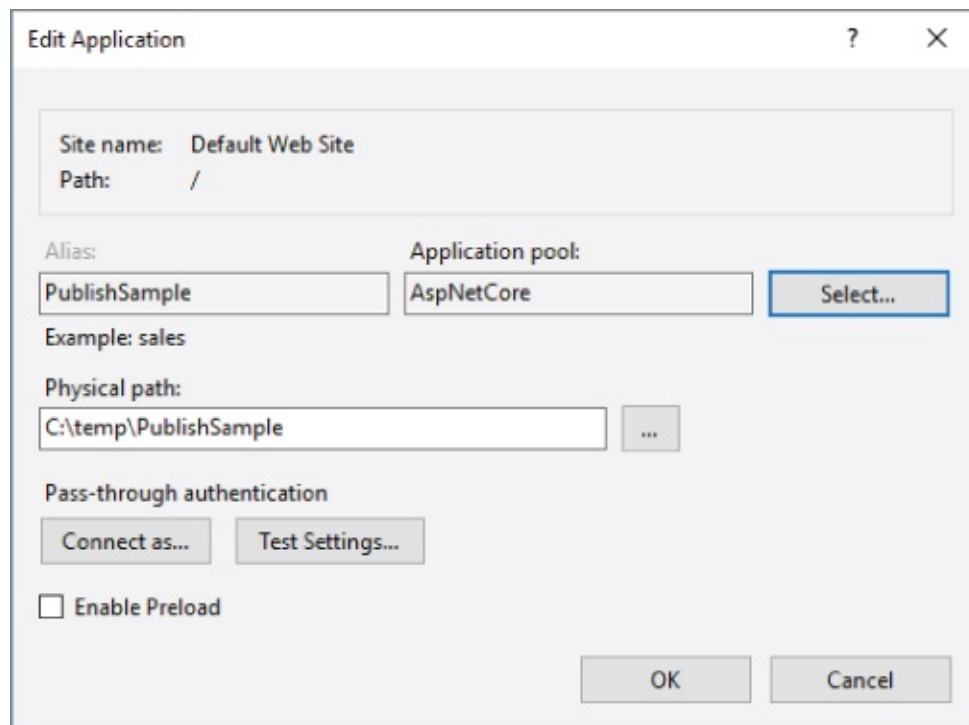 Edit Application
? X
Site name: Default Web Site
Path: /
Alias: Application pool:
PublishSample AspNetCore Select...
Example: sales
Physical path:
C:\temp\PublishSample ...
Pass-through authentication
Connect as... Test Settings...
Enable Preload
OK Cancel